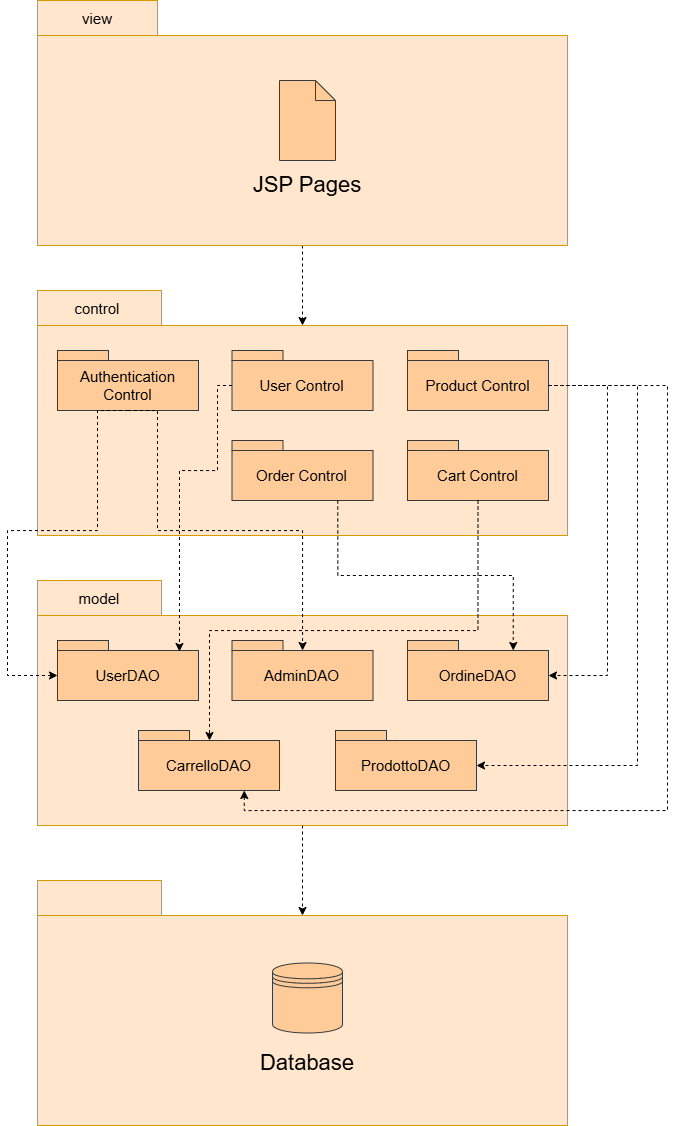 view
JSP Pages
control
Authentication
Control
User Control
Product Control
Order Control
Cart Control
model
UserDAO
AdminDAO
OrdineDAO
CarrelloDAO
ProdottoDAO
Database